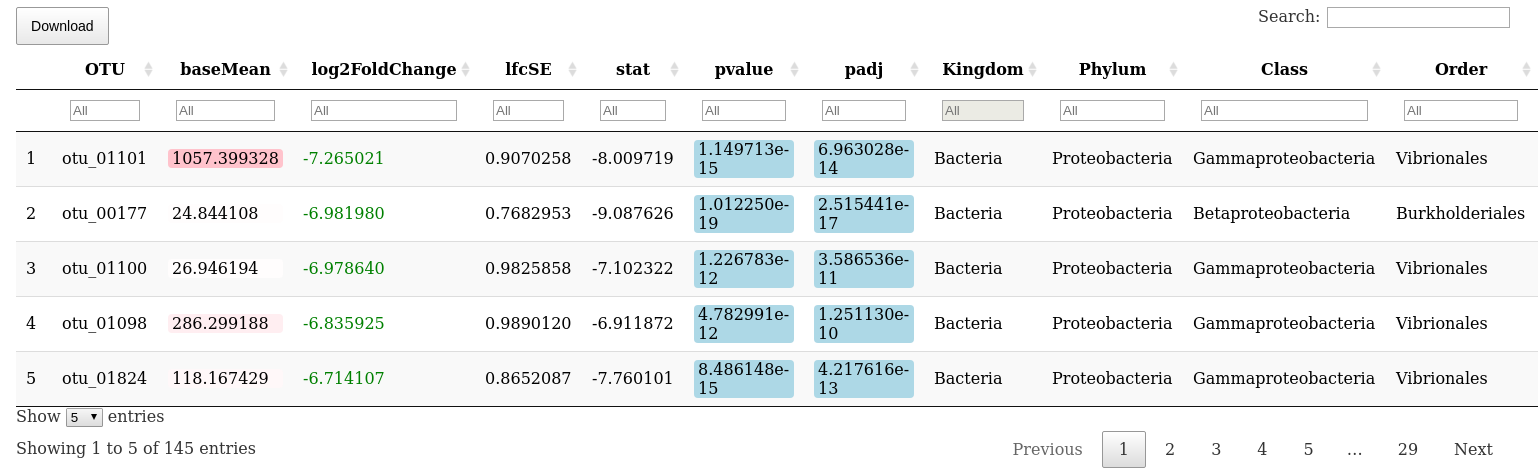 Download Search:
OTU baseMean log2FoldChange lfcSE stat pvalue padj Kingdom Phylum Class Order
All All All All All All All All All All All
1 otu_01101 1057.399328 -7.265021 0.9070258 -8.009719 1.149713e-15 6.963028e-14 Bacteria Proteobacteria Gammaproteobacteria Vibrionales
2 otu_00177 24.844108 -6.981980 0.7682953 -9.087626 1.012250e-19 2.515441e-17 Bacteria Proteobacteria Betaproteobacteria Burkholderiales
3 otu_01100 26.946194 -6.978640 0.9825858 -7.102322 1.226783e-12 3.586536e-11 Bacteria Proteobacteria Gammaproteobacteria Vibrionales
4 otu_01098 286.299188 -6.835925 0.9890120 -6.911872 4.782991e-12 1.251130e-10 Bacteria Proteobacteria Gammaproteobacteria Vibrionales
5 otu_01824 118.167429 -6.714107 0.8652087 -7.760101 8.486148e-15 4.217616e-13 Bacteria Proteobacteria Gammaproteobacteria Vibrionales
Show 5 entries
Showing 1 to 5 of 145 entries Previous 1 2 3 4 5 … 29 Next